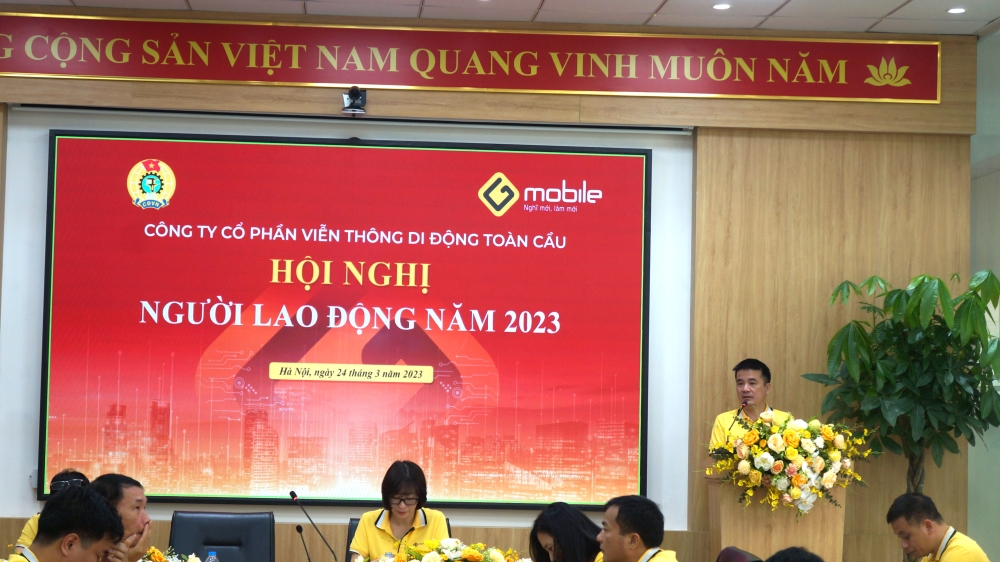 G CỘNG SẢN VIỆT NAM QUANG VINH MUÔN NĂM
CĐVN
mobile
Nghĩ mới, làm mới
CÔNG TY CỔ PHẦN VIỄN THÔNG DI ĐỘNG TOÀN CẦU
HỘI NGHỊ
NGƯỜI LAO ĐỘNG NĂM 2023
Hà Nội, ngày 24 tháng 3 năm 2023